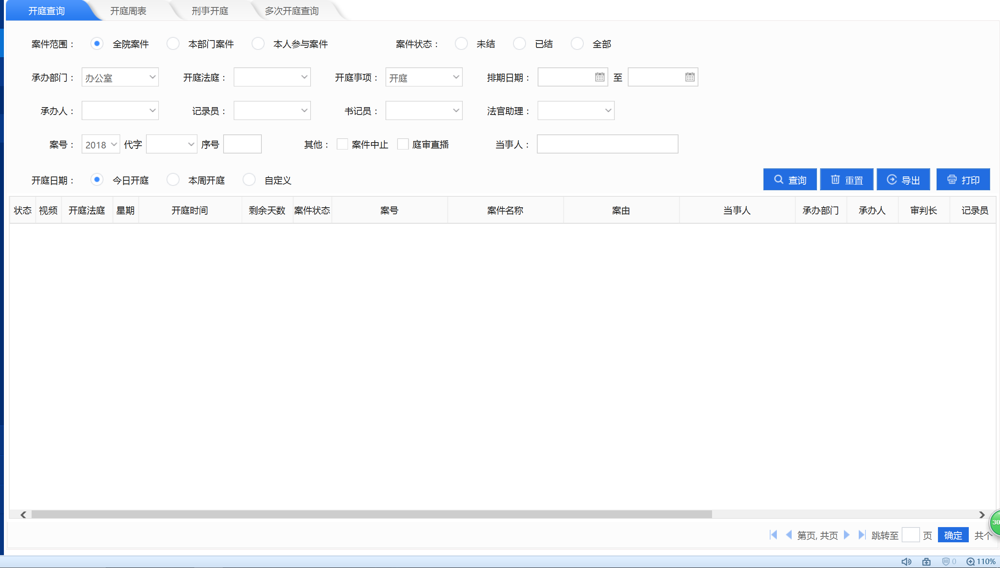 开庭查询 开庭周表 刑事开庭 多次开庭查询
案件范围： 全院案件 本部门案件 本人参与案件 案件状态： 未结 已结 全部
承办部门： 办公室 开庭法庭： 开庭事项： 开庭 排期日期： 至
承办人： 记录员： 书记员： 法官助理：
案号： 2018 代字 序号 其他： 案件中止 庭审直播 当事人：
开庭日期： 今日开庭 本周开庭 自定义 查询 重置 导出 打印
状态 视频 开庭法庭 星期 开庭时间 剩余天数 案件状态 案号 案件名称 案由 当事人 承办部门 承办人 审判长 记录员
30
第页, 共页 跳转至 页 确定 共个
AD 0 110%